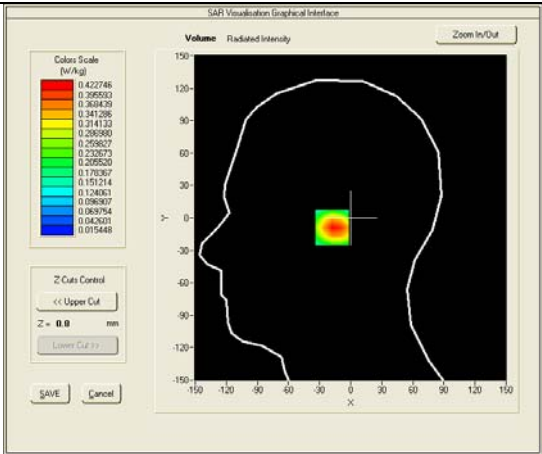 SAR Visualisation Graphical Interface
Volume Radiated Intensity
Zoom In/Out
Colors Scale
(W/kg)
0.422746
0.395593
0.368439
0.341286
0.314133
0.286980
0.259827
0.232673
0.205520
0.178367
0.151214
0.124061
0.096907
0.069754
0.042601
0.015448
Z-Cuts Control
<< Upper Cut
Z = 0.0 mm
Lower Cut >>
SAVE Cancel
150
120
90
60
30
0
-30
-60
-90
-120
-150
Y
-150 -120 -90 -60 -30 0 30 60 90 120 150
X